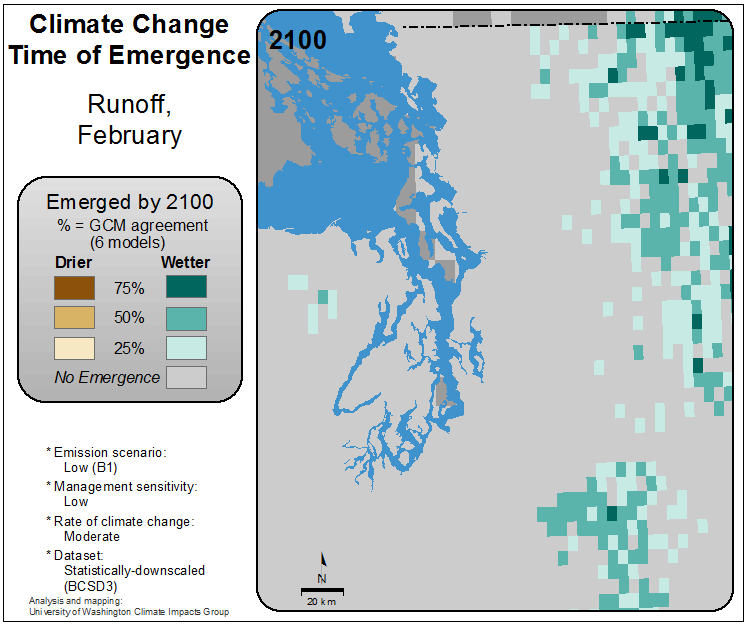 Climate Change
Time of Emergence
Runoff,
February
Emerged by 2100
% = GCM agreement
(6 models)
Drier Wetter
75%
50%
25%
No Emergence
* Emission scenario:
Low (B1)
* Management sensitivity:
Low
* Rate of climate change:
Moderate
* Dataset:
Statistically-downscaled
(BCSD3)
Analysis and mapping:
University of Washington Climate Impacts Group
2100
N
20 km